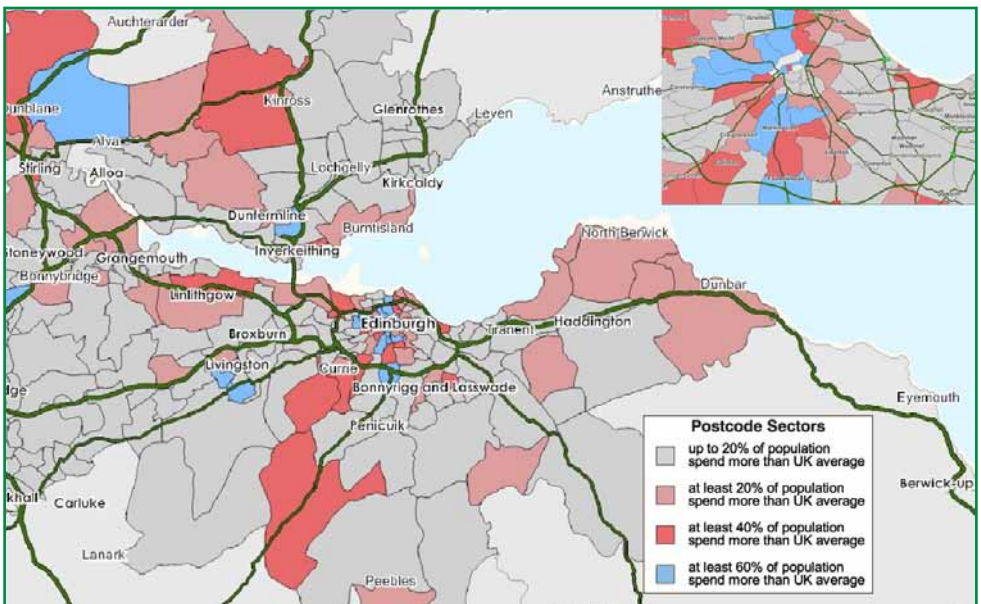 Auchterarder
Dunblane
Kinross
Glenrothes
Leven
Anstruthe
Alva
Stirling
Alloa
Lochgelly
Kirkcaldy
Dunfermline
Burntisland
Stoneywood
Grangemouth
Inverkeithing
Bonnybridge
North Berwick
Linlithgow
Dunbar
Edinburgh
Tranent
Haddington
Broxburn
Livingston
Currie
dge
Bonnyrigg and Lasswade
Eyemouth
Penicuik
Berwick-up
khall
Carluke
Lanark
Peebles
Postcode Sectors
up to 20% of population
spend more than UK average
at least 20% of population
spend more than UK average
at least 40% of population
spend more than UK average
at least 60% of population
spend more than UK average